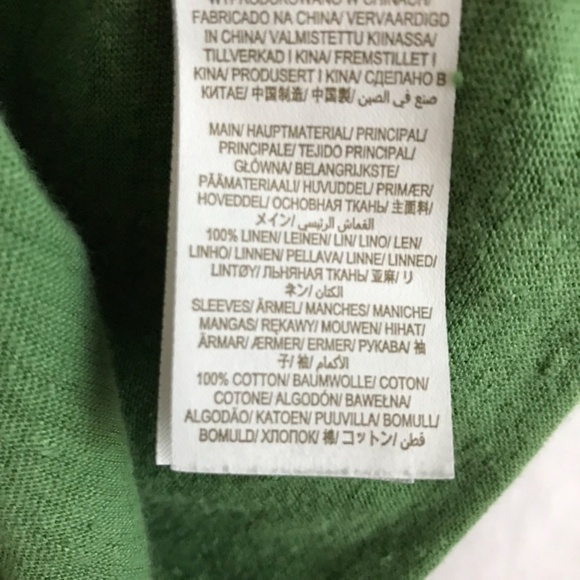 WYPRODUKOWANO W CHINACH/
FABRICADO NA CHINA/ VERVAARDIGD
IN CHINA/ VALMISTETTU KIINASSA/
TILLVERKAD I KINA/ FREMSTILLET I
KINA/ PRODUSERT I KINA/ СДЕЛАНО В
КИТАЕ/ 中国制造/ 中国製/ صنع في الصين
MAIN/ HAUPTMATERIAL/ PRINCIPAL/
PRINCIPALE/ TEJIDO PRINCIPAL/
GŁÓWNA/ BELANGRIJKSTE/
PÄÄMATERIAALI/ HUVUDDEL/ PRIMÆR/
HOVEDDEL/ ОСНОВНАЯ ТКАНЬ/ 主面料/
メイン/ القماش الرئيسي/
100% LINEN/ LEINEN/ LIN/ LINO/ LEN/
LINHO/ LINNEN/ PELLAVA/ LINNE/ LINNED/
LINTØY/ ЛЬНЯНАЯ ТКАНЬ/ 亚麻/ リ
ネン/ الكتان/
SLEEVES/ ÄRMEL/ MANCHES/ MANICHE/
MANGAS/ RĘKAWY/ MOUWEN/ HIHAT/
ÄRMAR/ ÆRMER/ ERMER/ РУКАВА/ 袖
子/ 袖/ الأكمام/
100% COTTON/ BAUMWOLLE/ COTON/
COTONE/ ALGODÓN/ BAWEŁNA/
ALGODÃO/ KATOEN/ PUUVILLA/ BOMULL/
BOMULD/ ХЛОПОК/ 棉/ コットン/ قطن/